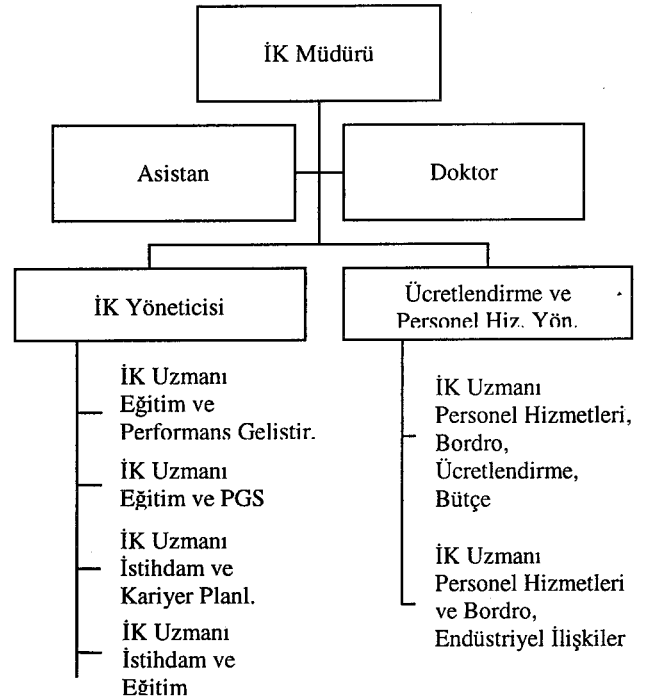 İK Müdürü
Asistan
Doktor
İK Yöneticisi
Ücretlendirme ve
Personel Hiz. Yön.
İK Uzmanı
Eğitim ve
Performans Gelistir.
İK Uzmanı
Eğitim ve PGS
İK Uzmanı
İstihdam ve
Kariyer Planl.
İK Uzmanı
İstihdam ve
Eğitim
İK Uzmanı
Personel Hizmetleri,
Bordro,
Ücretlendirme,
Bütçe
İK Uzmanı
Personel Hizmetleri
ve Bordro,
Endüstriyel İlişkiler